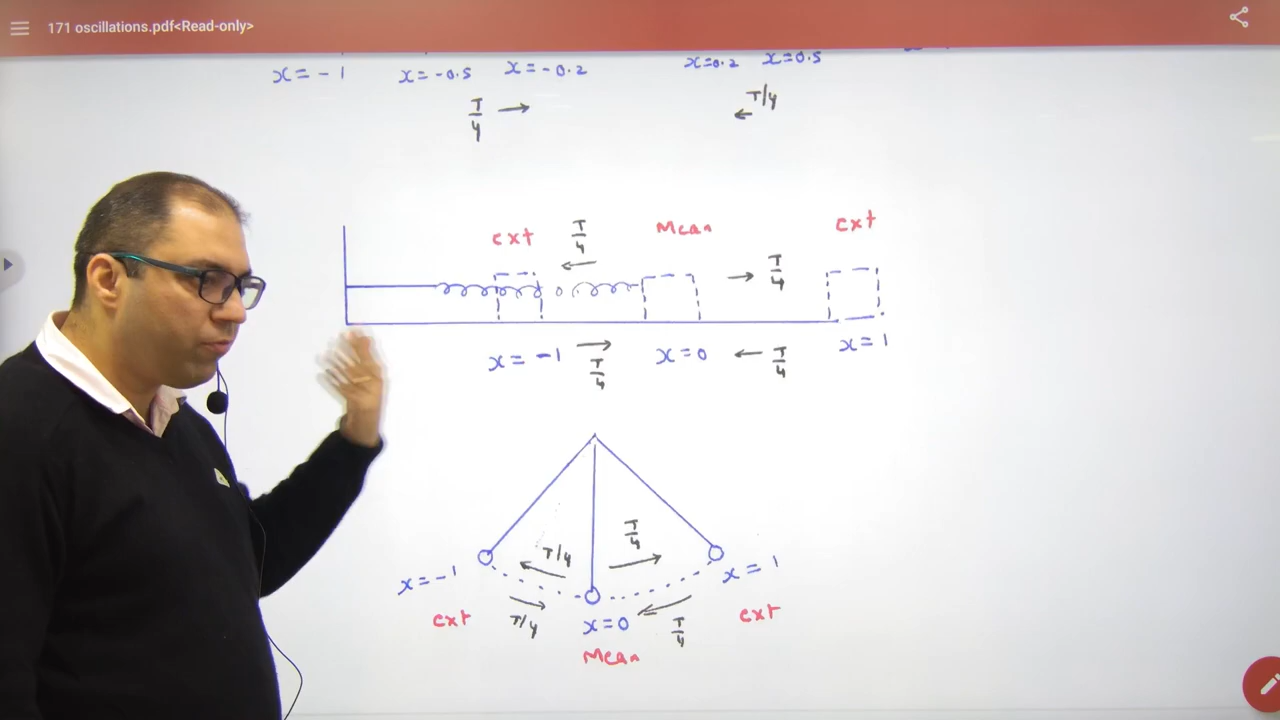 171 oscillations.pdf<Read-only>
x = -1 x = -0.5 x = -0.2 x=0.2 x=0.5
T/4 → ← T/4
ext T/4 ← Mean → T/4 ext
x = -1 → T/4 x=0 ← T/4 x=1
T/4 T/4
x=-1 x=1
ext T/4 x=0 T/4 ext
Mean